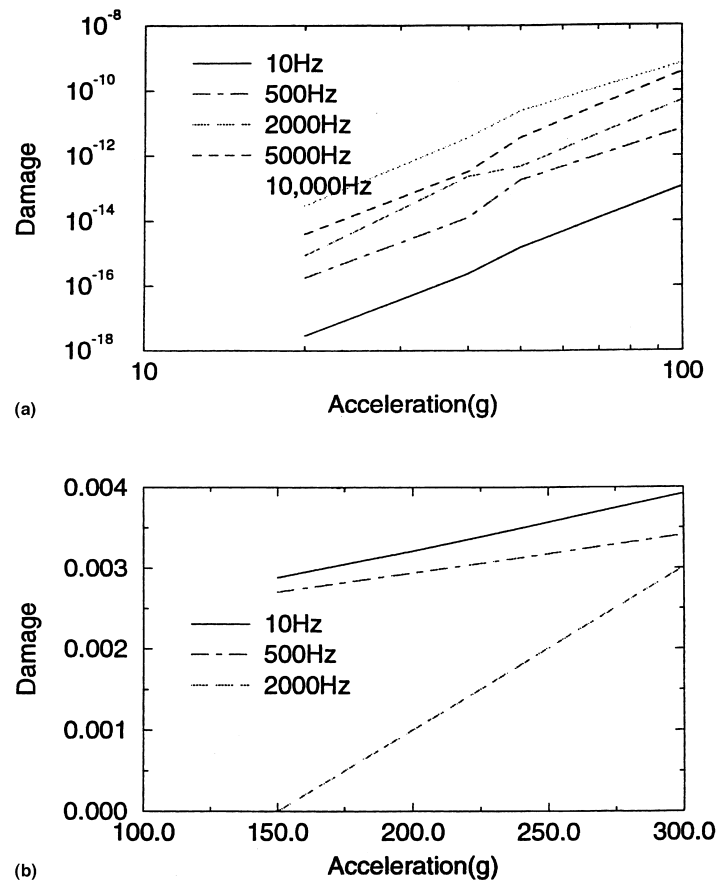 10-8
10Hz
10-10
500Hz
2000Hz
10-12
5000Hz
10,000Hz
Damage
10-14
10-16
10-18
10 100
(a)
Acceleration(g)
0.004
0.003
10Hz
0.002
500Hz
2000Hz
Damage
0.001
0.000
100.0 150.0 200.0 250.0 300.0
(b)
Acceleration(g)